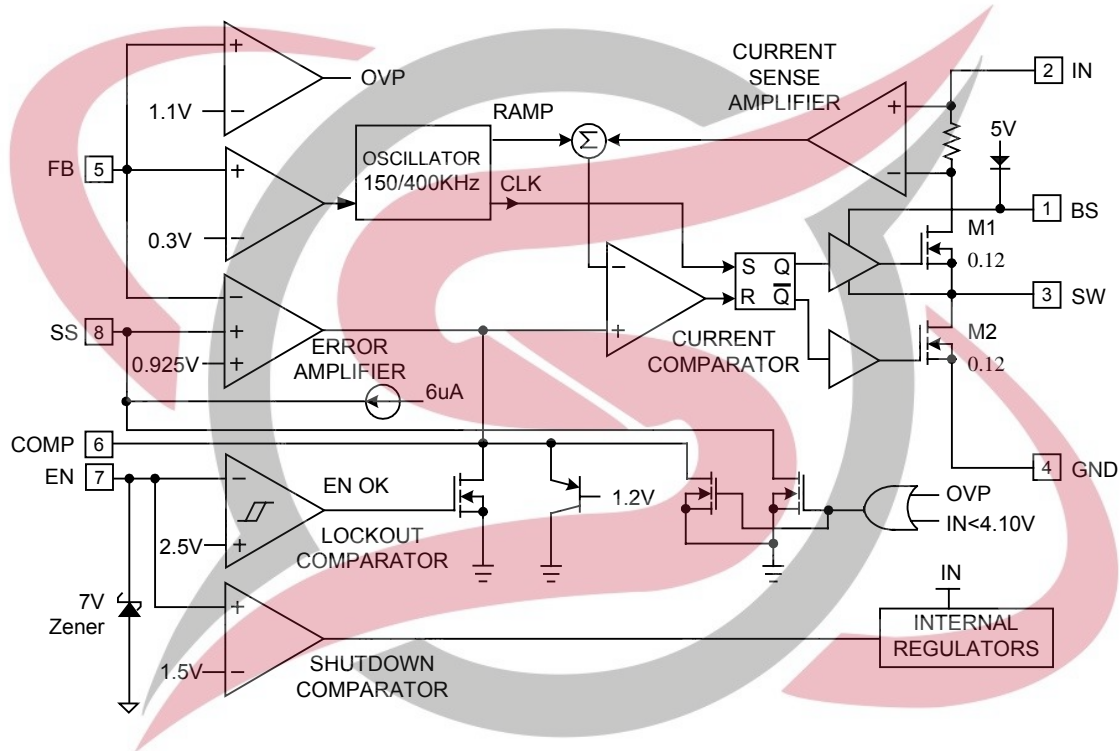 OVP
1.1V
FB
5
0.3V
OSCILLATOR
150/400KHz
RAMP
CLK
Σ
CURRENT
SENSE
AMPLIFIER
2
IN
5V
1
BS
M1
0.12
3
SW
M2
0.12
S
Q
R
Q̅
CURRENT
COMPARATOR
SS
8
0.925V
ERROR
AMPLIFIER
6uA
COMP
6
EN
7
EN OK
2.5V
LOCKOUT
COMPARATOR
1.2V
4
GND
OVP
IN<4.10V
7V
Zener
1.5V
SHUTDOWN
COMPARATOR
IN
INTERNAL
REGULATORS